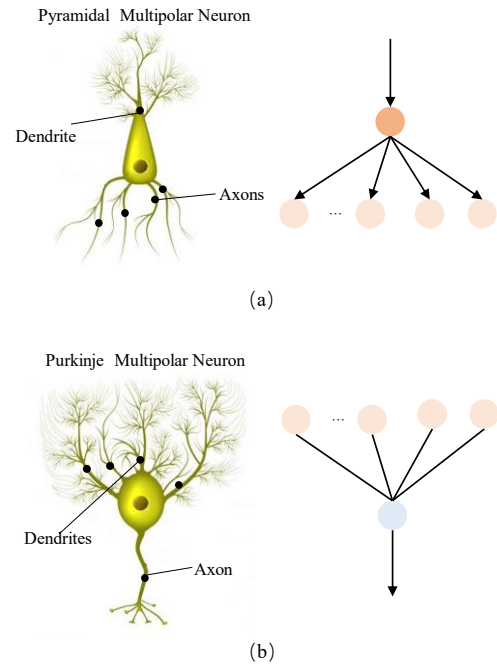 Pyramidal Multipolar Neuron
Dendrite
Axons
...
(a)
Purkinje Multipolar Neuron
...
Dendrites
Axon
(b)